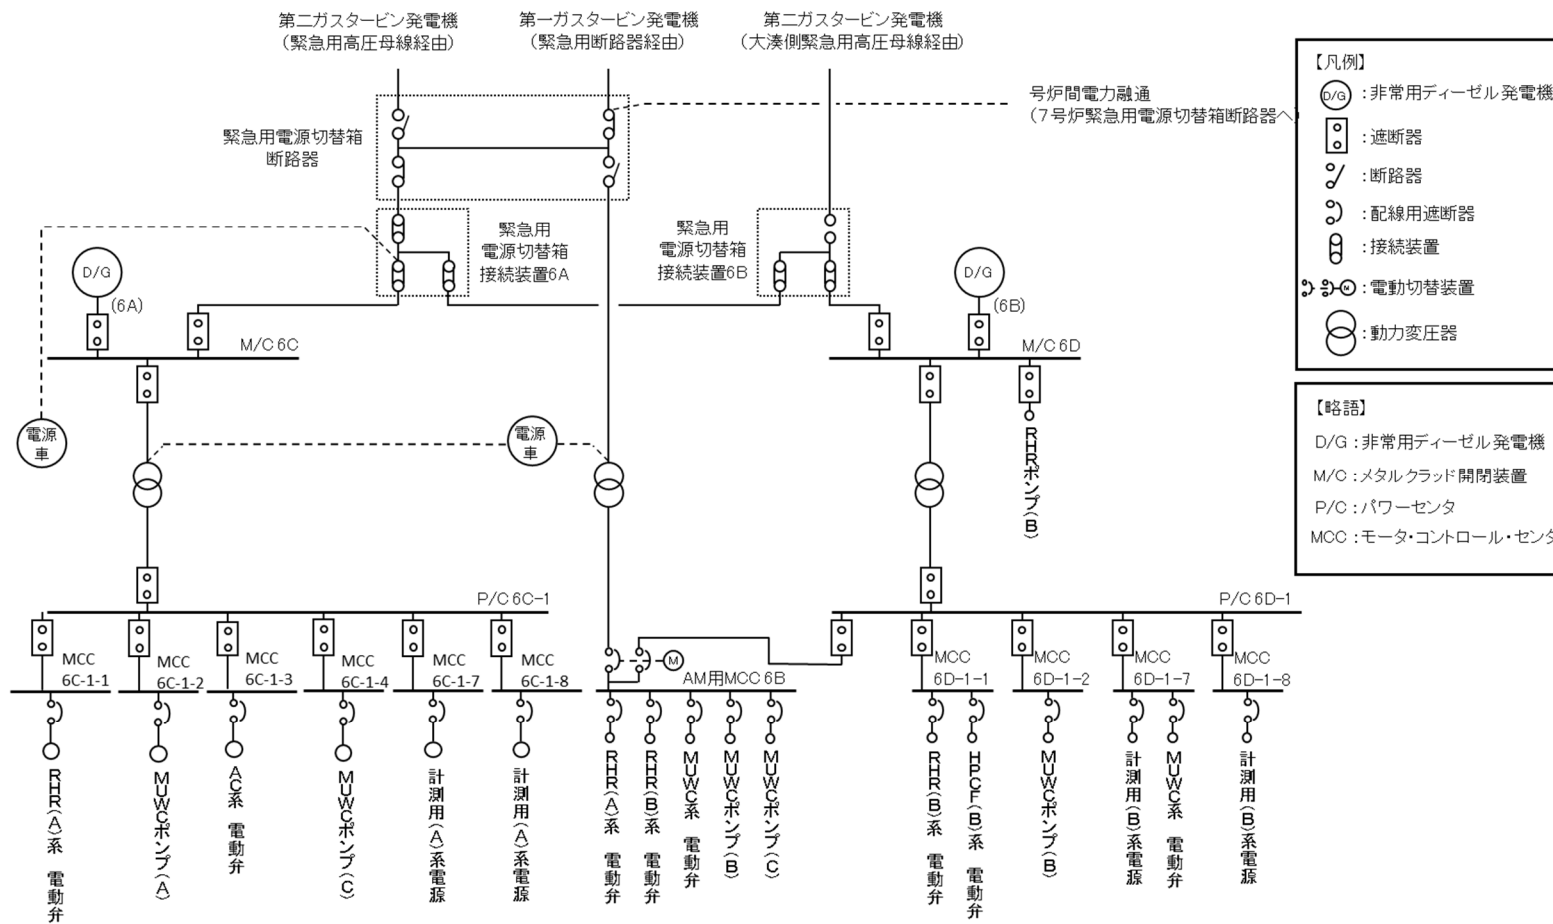 第二ガスタービン発電機
（緊急用高圧母線経由）
第一ガスタービン発電機
（緊急用断路器経由）
第二ガスタービン発電機
（大湊側緊急用高圧母線経由）
号炉間電力融通
（7号炉緊急用電源切替箱断路器へ）
緊急用電源切替箱
断路器
緊急用
電源切替箱
接続装置6A
緊急用
電源切替箱
接続装置6B
D/G
(6A)
D/G
(6B)
M/C 6C
M/C 6D
電源
車
電源
車
RHRポンプ(B)
P/C 6C-1
P/C 6D-1
MCC
6C-1-1
MCC
6C-1-2
MCC
6C-1-3
MCC
6C-1-4
MCC
6C-1-7
MCC
6C-1-8
M
AM用MCC 6B
MCC
6D-1-1
MCC
6D-1-2
MCC
6D-1-7
MCC
6D-1-8
RHR(A)系 電動弁
MUWCポンプ(A)
AC系 電動弁
MUWCポンプ(C)
計測用(A)系電源
計測用(A)系電源
RHR(A)系 電動弁
RHR(B)系 電動弁
MUWC系 電動弁
MUWCポンプ(B)
MUWCポンプ(C)
RHR(B)系 電動弁
HPCF(B)系 電動弁
MUWCポンプ(B)
計測用(B)系電源
MUWC系 電動弁
計測用(B)系電源
【凡例】
D/G ：非常用ディーゼル発電機
：遮断器
：断路器
：配線用遮断器
：接続装置
M ：電動切替装置
：動力変圧器
【略語】
D/G：非常用ディーゼル発電機
M/C：メタルクラッド開閉装置
P/C：パワーセンタ
MCC：モータ・コントロール・センタ